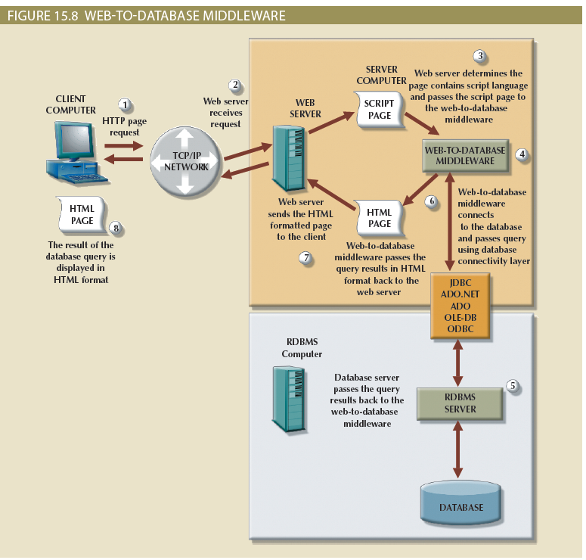 FIGURE 15.8 WEB-TO-DATABASE MIDDLEWARE
CLIENT
COMPUTER
1
HTTP page
request
TCP/IP
NETWORK
2
Web server
receives
request
WEB
SERVER
SERVER
COMPUTER
SCRIPT
PAGE
3
Web server determines the
page contains script language
and passes the script page to
the web-to-database
middleware
WEB-TO-DATABASE
MIDDLEWARE
4
Web-to-database
middleware
connects
to the database
and passes query
using database
connectivity layer
6
HTML
PAGE
Web-to-database
middleware passes the
query results in HTML
format back to the
web server
Web server
sends the HTML
formatted page
to the client
7
HTML
PAGE
8
The result of the
database query is
displayed in
HTML format
JDBC
ADO.NET
ADO
OLE-DB
ODBC
RDBMS
Computer
Database server
passes the query
results back to the
web-to-database
middleware
5
RDBMS
SERVER
DATABASE